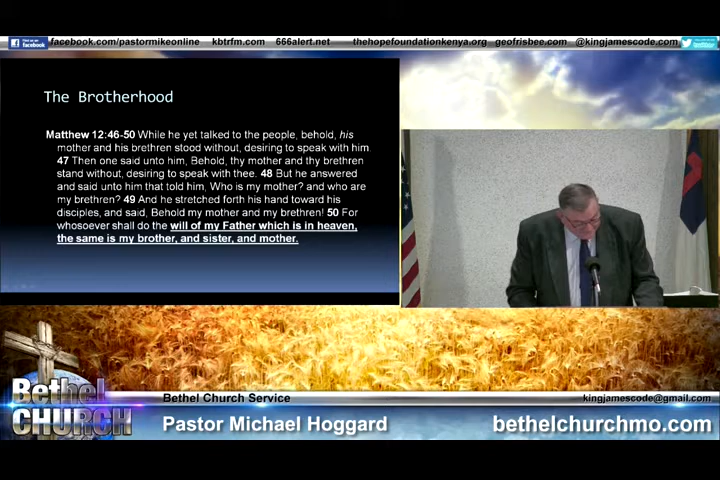 Find us on facebook facebook.com/pastormikeonline kbtrfm.com 666alert.net thehopefoundationkenya.org geofrisbee.com @kingjamescode.com
The Brotherhood
Matthew 12:46-50 While he yet talked to the people, behold, his
mother and his brethren stood without, desiring to speak with him.
47 Then one said unto him, Behold, thy mother and thy brethren
stand without, desiring to speak with thee. 48 But he answered
and said unto him that told him, Who is my mother? and who are
my brethren? 49 And he stretched forth his hand toward his
disciples, and said, Behold my mother and my brethren! 50 For
whosoever shall do the will of my Father which is in heaven,
the same is my brother, and sister, and mother.
Bethel
CHURCH
Bethel Church Service
kingjamescode@gmail.com
Pastor Michael Hoggard
bethelchurchmo.com